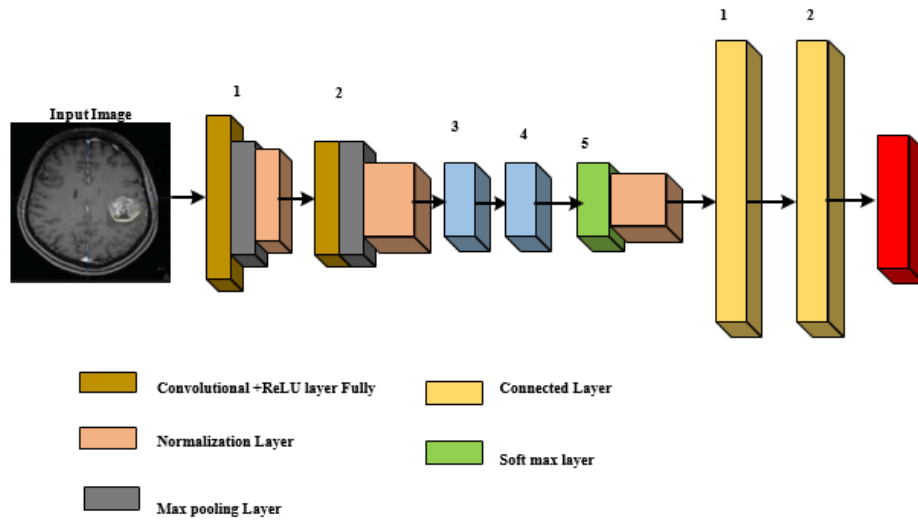 1 2
1 2 3 4 5
Input Image
Convolutional +ReLU layer Fully
Connected Layer
Normalization Layer
Soft max layer
Max pooling Layer